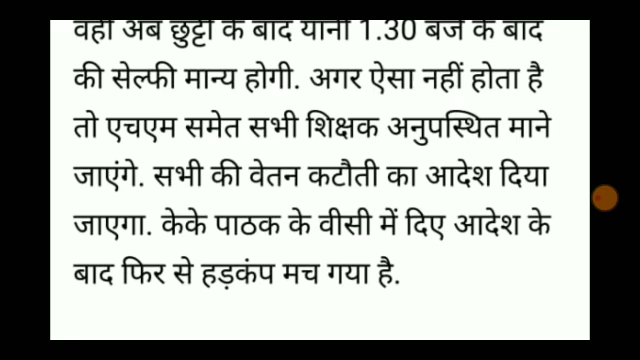 वहीं अब छुट्टी के बाद यानी 1.30 बजे के बाद
की सेल्फी मान्य होगी. अगर ऐसा नहीं होता है
तो एचएम समेत सभी शिक्षक अनुपस्थित माने
जाएंगे. सभी की वेतन कटौती का आदेश दिया
जाएगा. केके पाठक के वीसी में दिए आदेश के
बाद फिर से हड़कंप मच गया है.